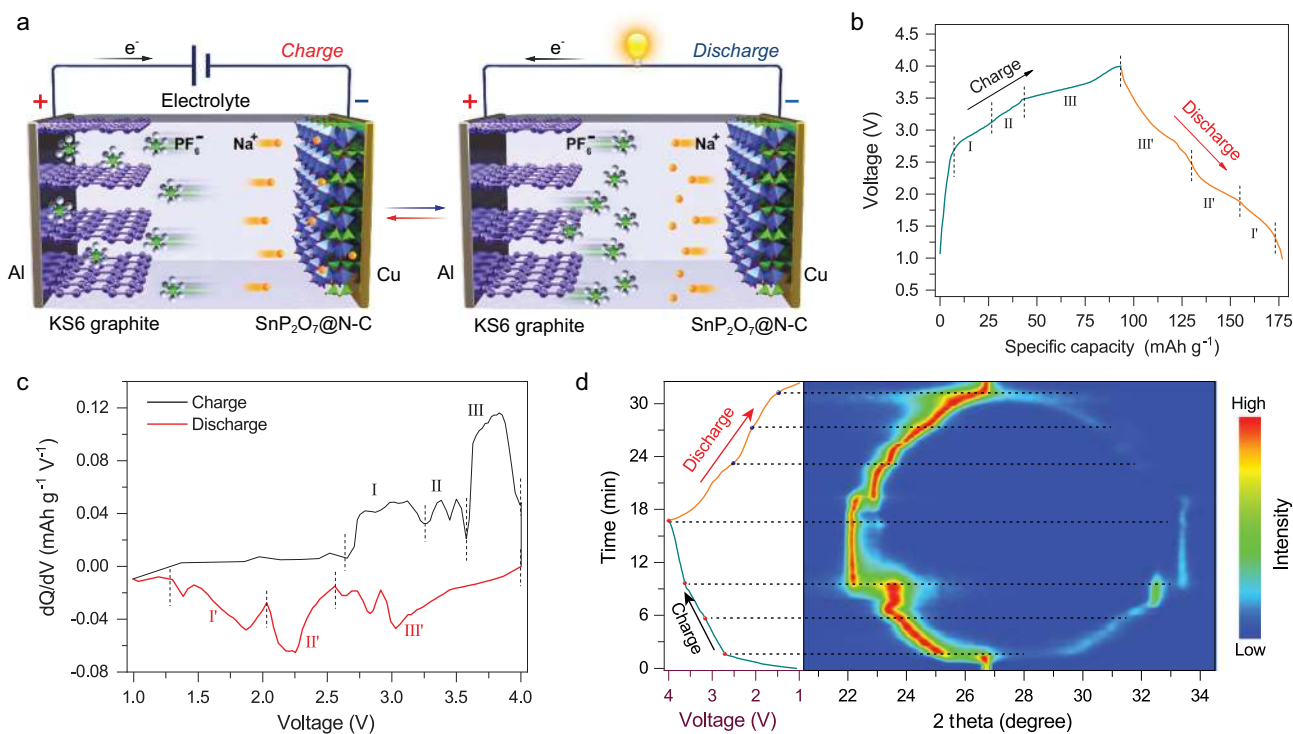 a
e⁻
Charge
e⁻
Discharge
+
Electrolyte
−
+
−
PF₆⁻
Na⁺
PF₆⁻
Na⁺
Al
Cu
Al
Cu
KS6 graphite
SnP₂O₇@N-C
KS6 graphite
SnP₂O₇@N-C
b
Voltage (V)
4.5
4.0
3.5
3.0
2.5
2.0
1.5
1.0
0.5
Charge
Discharge
I
II
III
III'
II'
I'
0
25
50
75
100
125
150
175
Specific capacity (mAh g⁻¹)
c
dQ/dV (mAh g⁻¹ V⁻¹)
0.12
0.08
0.04
0.00
-0.04
-0.08
Charge
Discharge
I
II
III
I'
II'
III'
1.0
1.5
2.0
2.5
3.0
3.5
4.0
Voltage (V)
d
Time (min)
30
24
18
12
6
0
Discharge
Charge
4
3
2
1
Voltage (V)
22
24
26
28
30
32
34
2 theta (degree)
High
Low
Intensity